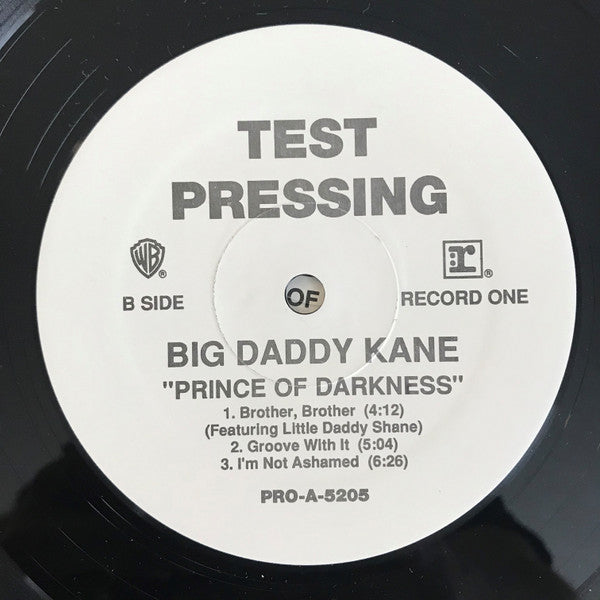 TEST
PRESSING
WB ® r ®
B SIDE OF RECORD ONE
BIG DADDY KANE
"PRINCE OF DARKNESS"
1. Brother, Brother (4:12)
(Featuring Little Daddy Shane)
2. Groove With It (5:04)
3. I'm Not Ashamed (6:26)
PRO-A-5205